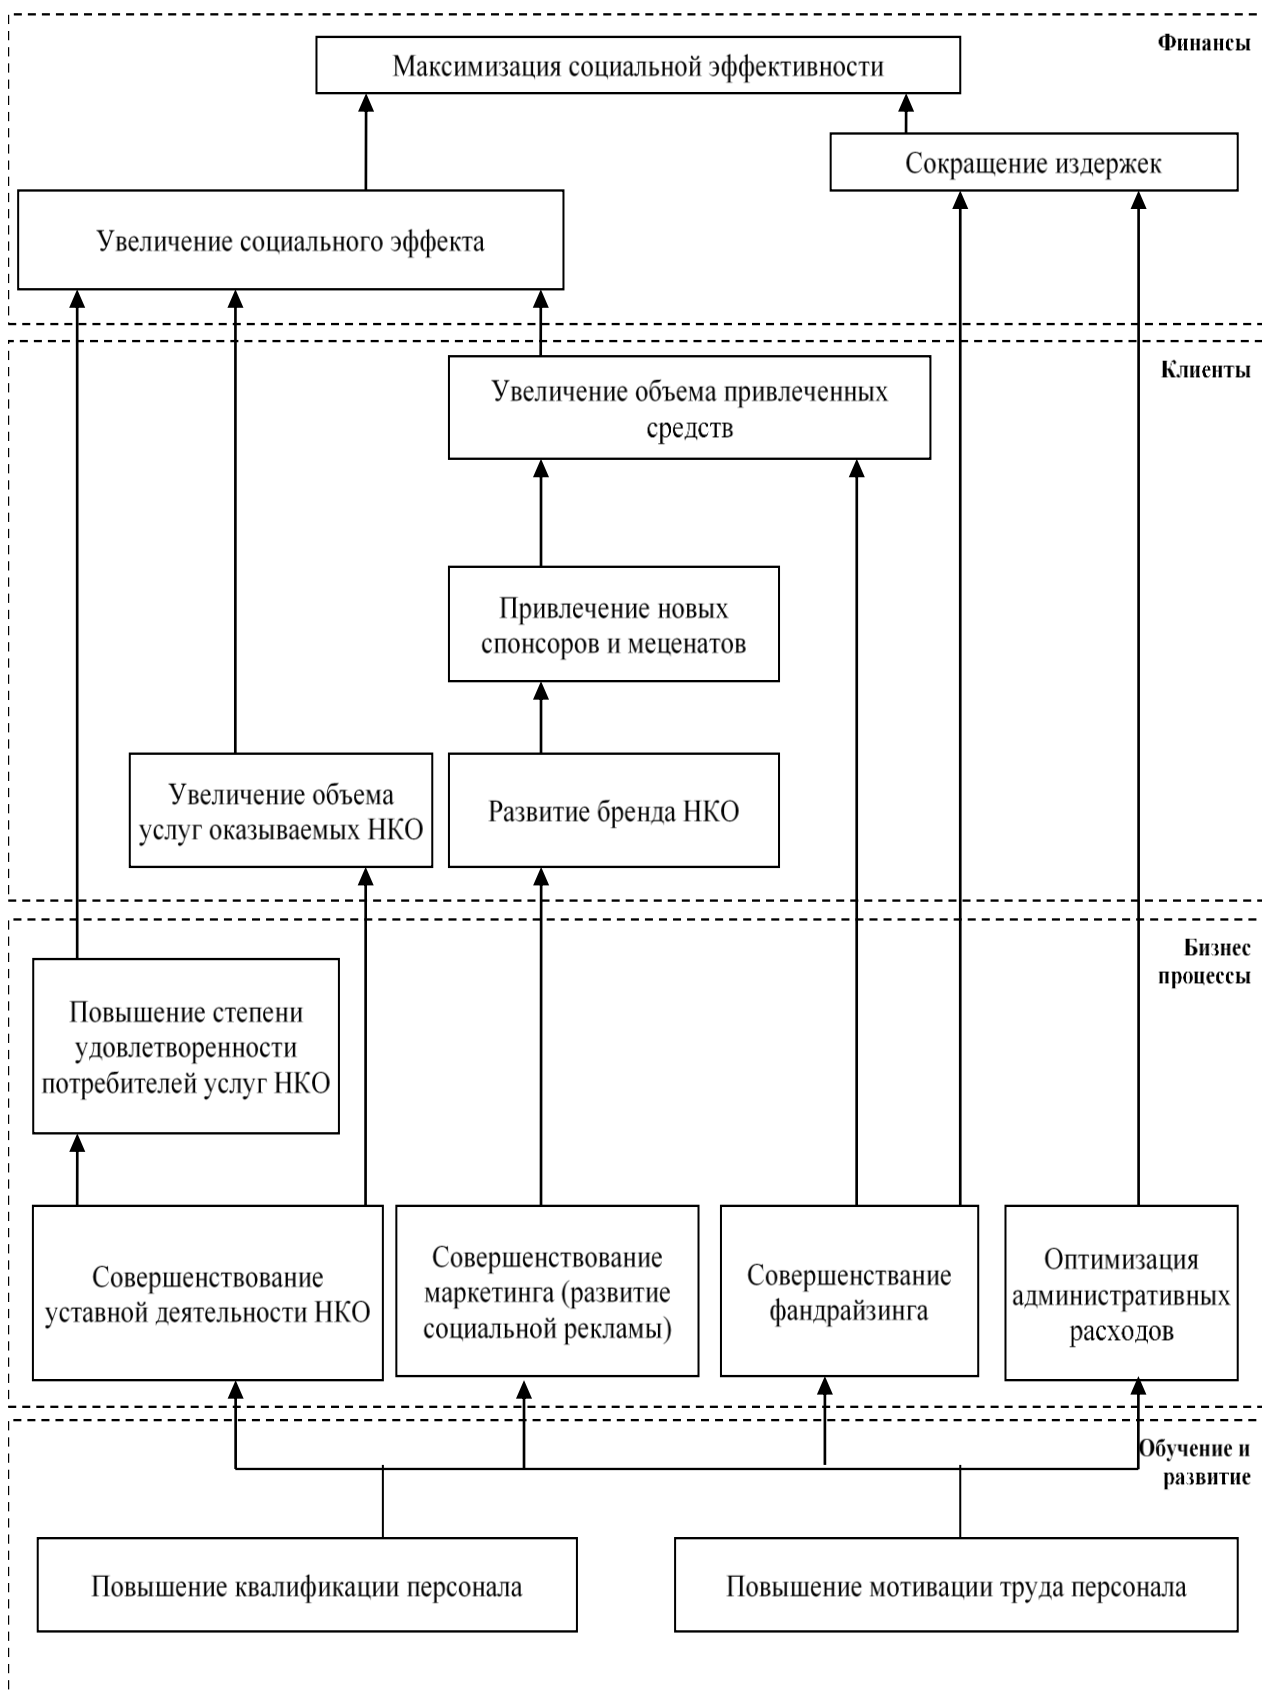 Финансы
Максимизация социальной эффективности
Сокращение издержек
Увеличение социального эффекта
Клиенты
Увеличение объема привлеченных
средств
Привлечение новых
спонсоров и меценатов
Увеличение объема
услуг оказываемых НКО
Развитие бренда НКО
Бизнес
процессы
Повышение степени
удовлетворенности
потребителей услуг НКО
Совершенствование
уставной деятельности НКО
Совершенствование
маркетинга (развитие
социальной рекламы)
Совершенствание
фандрайзинга
Оптимизация
административных
расходов
Обучение и
развитие
Повышение квалификации персонала
Повышение мотивации труда персонала